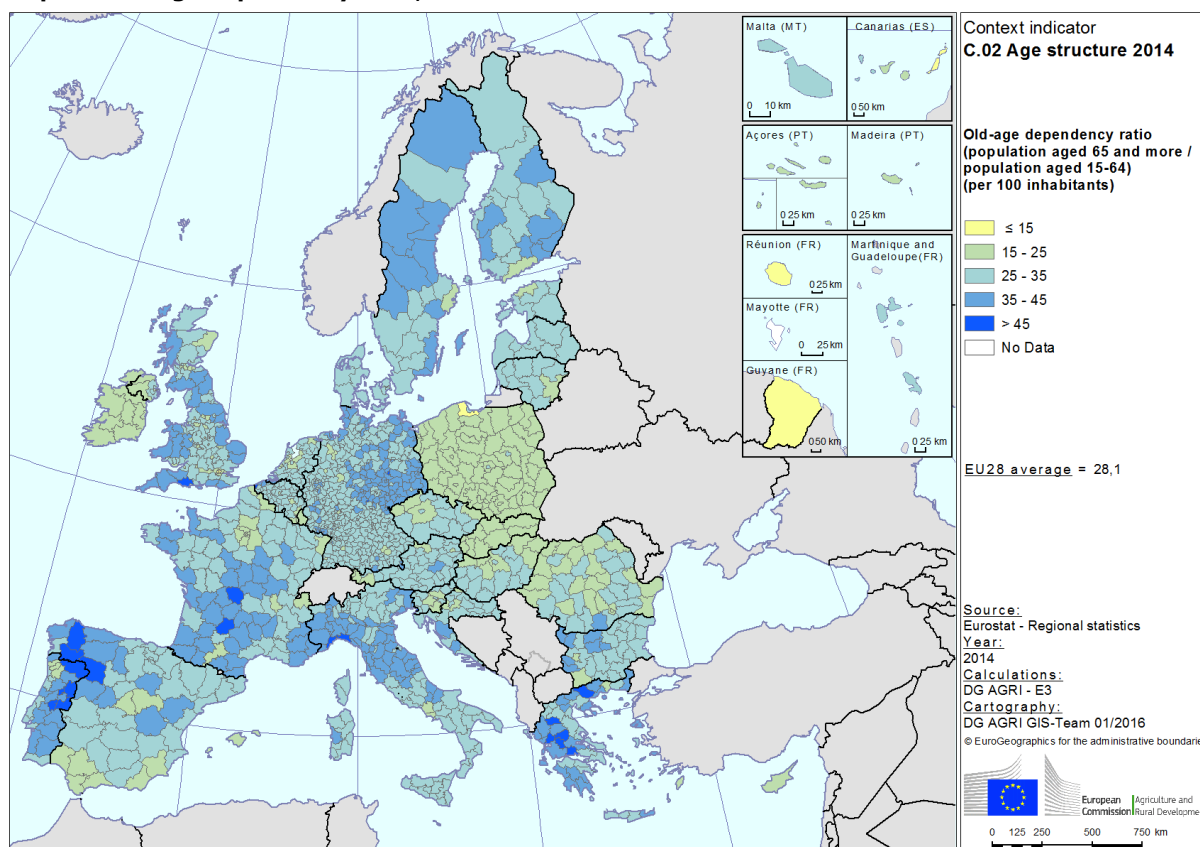 Malta (MT)
0 10 km
Canarias (ES)
0 50 km
Açores (PT)
0 25 km
Madeira (PT)
0 25 km
Réunion (FR)
0 25 km
Martinique and
Guadeloupe(FR)
Mayotte (FR)
0 25 km
Guyane (FR)
0 50 km
0 25 km
Context indicator
C.02 Age structure 2014
Old-age dependency ratio
(population aged 65 and more /
population aged 15-64)
(per 100 inhabitants)
≤ 15
15 - 25
25 - 35
35 - 45
> 45
No Data
EU28 average = 28,1
Source:
Eurostat - Regional statistics
Year:
2014
Calculations:
DG AGRI - E3
Cartography:
DG AGRI GIS-Team 01/2016
© EuroGeographics for the administrative boundarie
European
Commission
Agriculture and
Rural Developme
0 125 250 500 750 km